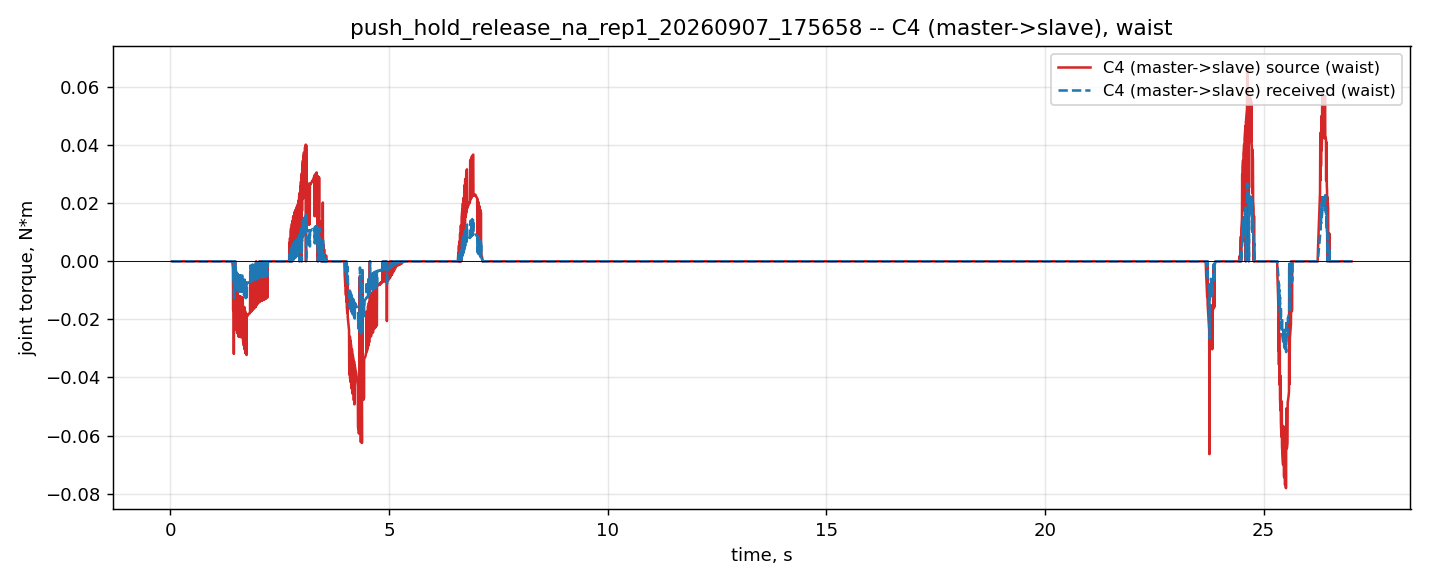 push_hold_release_na_rep1_20260907_175658 -- C4 (master->slave), waist
C4 (master->slave) source (waist)
C4 (master->slave) received (waist)
joint torque, N*m
0.06
0.04
0.02
0.00
−0.02
−0.04
−0.06
−0.08
0 5 10 15 20 25
time, s